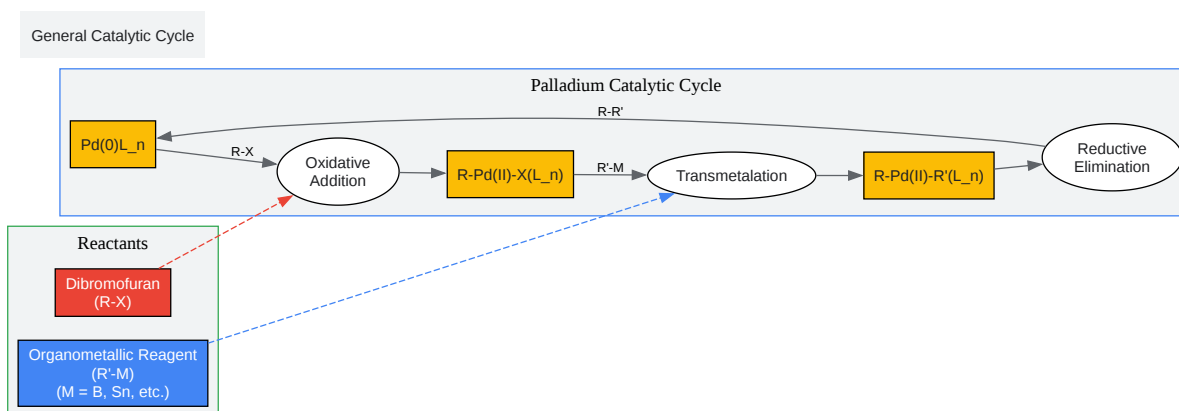 General Catalytic Cycle
Palladium Catalytic Cycle
R-R'
Pd(0)L_n
R-X
Oxidative
Addition
R-Pd(II)-X(L_n)
R'-M
Transmetalation
R-Pd(II)-R'(L_n)
Reductive
Elimination
Reactants
Dibromofuran
(R-X)
Organometallic Reagent
(R'-M)
(M = B, Sn, etc.)